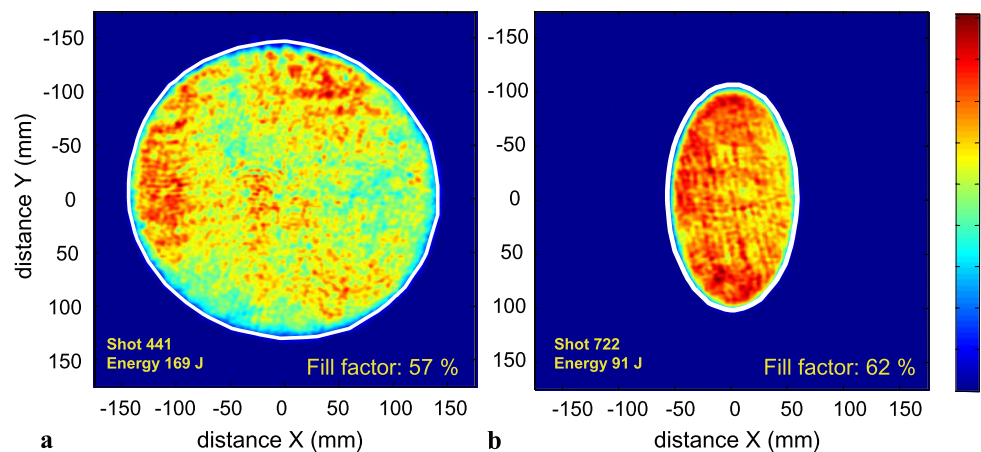 -150
-100
-50
0
50
100
150
distance Y (mm)
Shot 441
Energy 169 J
Fill factor: 57 %
-150 -100 -50 0 50 100 150
a distance X (mm)
-150
-100
-50
0
50
100
150
Shot 722
Energy 91 J
Fill factor: 62 %
-150 -100 -50 0 50 100 150
b distance X (mm)